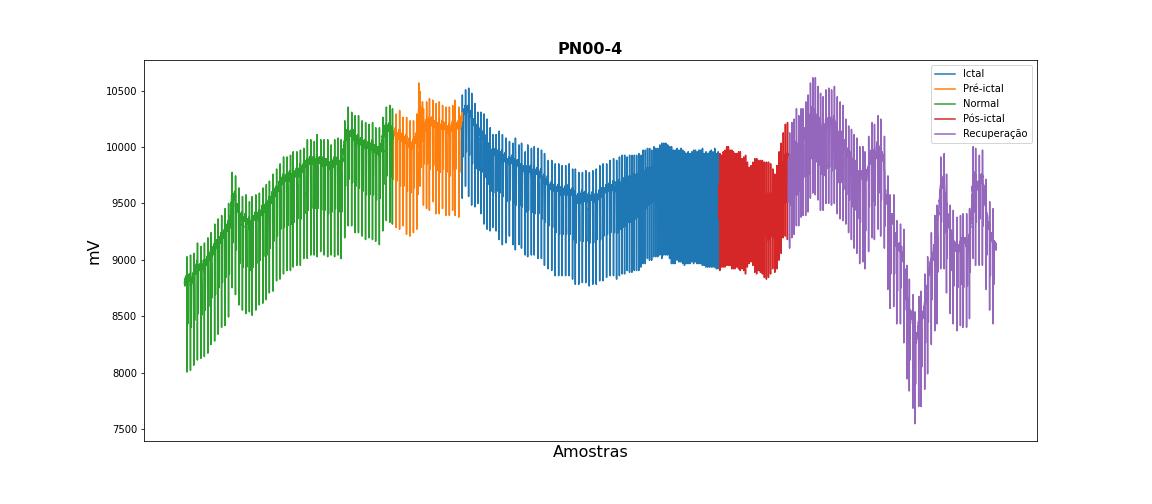 PN00-4
10500
10000
9500
9000
8500
8000
7500
mV
Amostras
Ictal
Pré-ictal
Normal
Pós-ictal
Recuperação